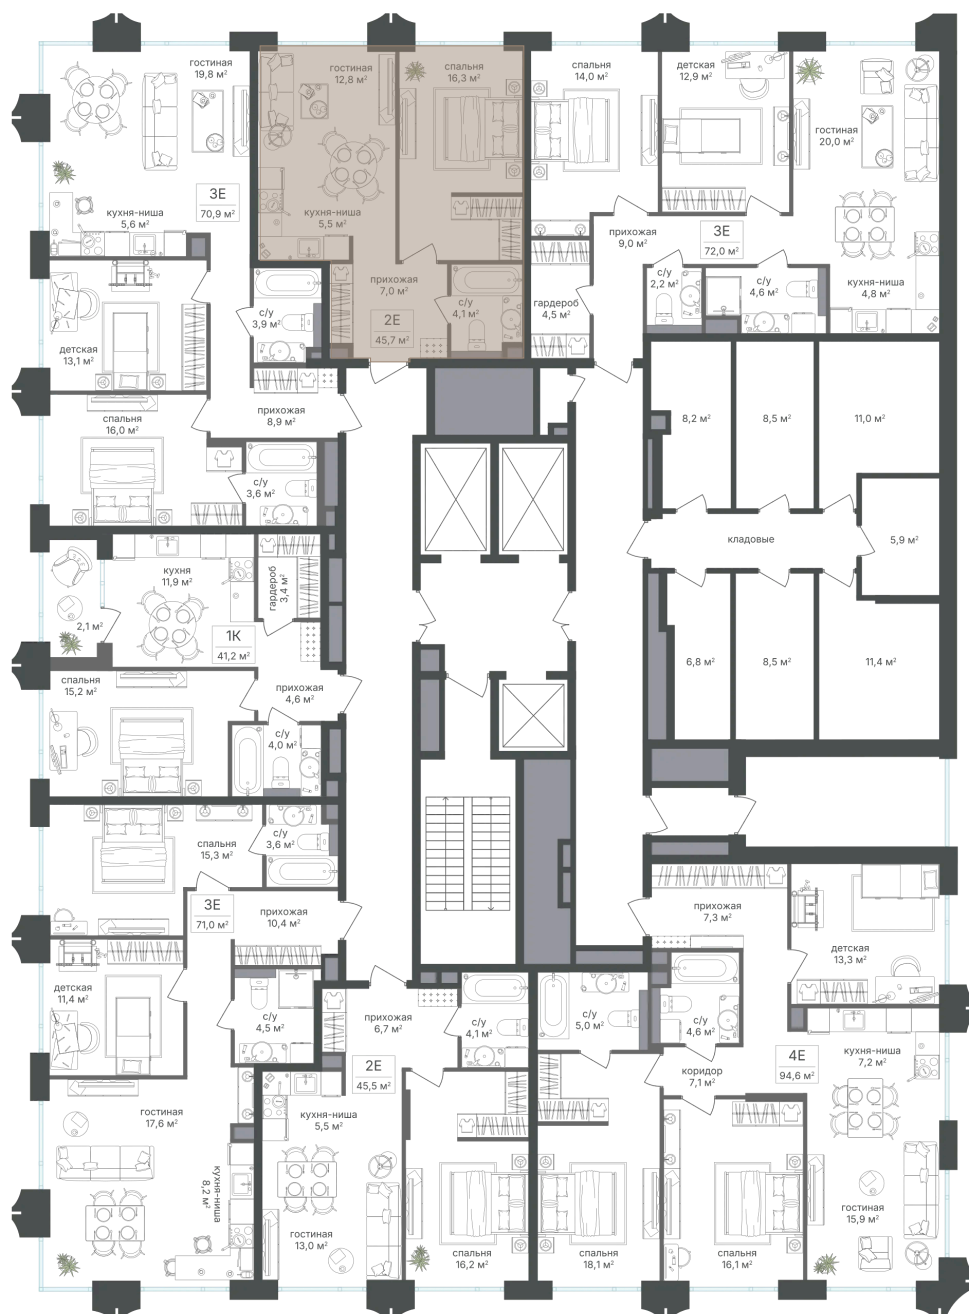 гостиная
19,8 м²
кухня-ниша
5,6 м²
3Е
70,9 м²
детская
13,1 м²
с/у
3,9 м²
спальня
16,0 м²
прихожая
8,9 м²
с/у
3,6 м²
гостиная
12,8 м²
спальня
16,3 м²
кухня-ниша
5,5 м²
прихожая
7,0 м²
с/у
4,1 м²
2Е
45,7 м²
спальня
14,0 м²
детская
12,9 м²
гостиная
20,0 м²
прихожая
9,0 м²
3Е
72,0 м²
с/у
2,2 м²
с/у
4,6 м²
кухня-ниша
4,8 м²
гардероб
4,5 м²
8,2 м²
8,5 м²
11,0 м²
кладовые
5,9 м²
6,8 м²
8,5 м²
11,4 м²
кухня
11,9 м²
гардероб
3,4 м²
2,1 м²
1К
41,2 м²
спальня
15,2 м²
прихожая
4,6 м²
с/у
4,0 м²
спальня
15,3 м²
с/у
3,6 м²
3Е
71,0 м²
прихожая
10,4 м²
детская
11,4 м²
с/у
4,5 м²
гостиная
17,6 м²
кухня-ниша
8,2 м²
прихожая
6,7 м²
с/у
4,1 м²
2Е
45,5 м²
кухня-ниша
5,5 м²
гостиная
13,0 м²
спальня
16,2 м²
прихожая
7,3 м²
детская
13,3 м²
с/у
5,0 м²
с/у
4,6 м²
коридор
7,1 м²
4Е
94,6 м²
кухня-ниша
7,2 м²
гостиная
15,9 м²
спальня
18,1 м²
спальня
16,1 м²